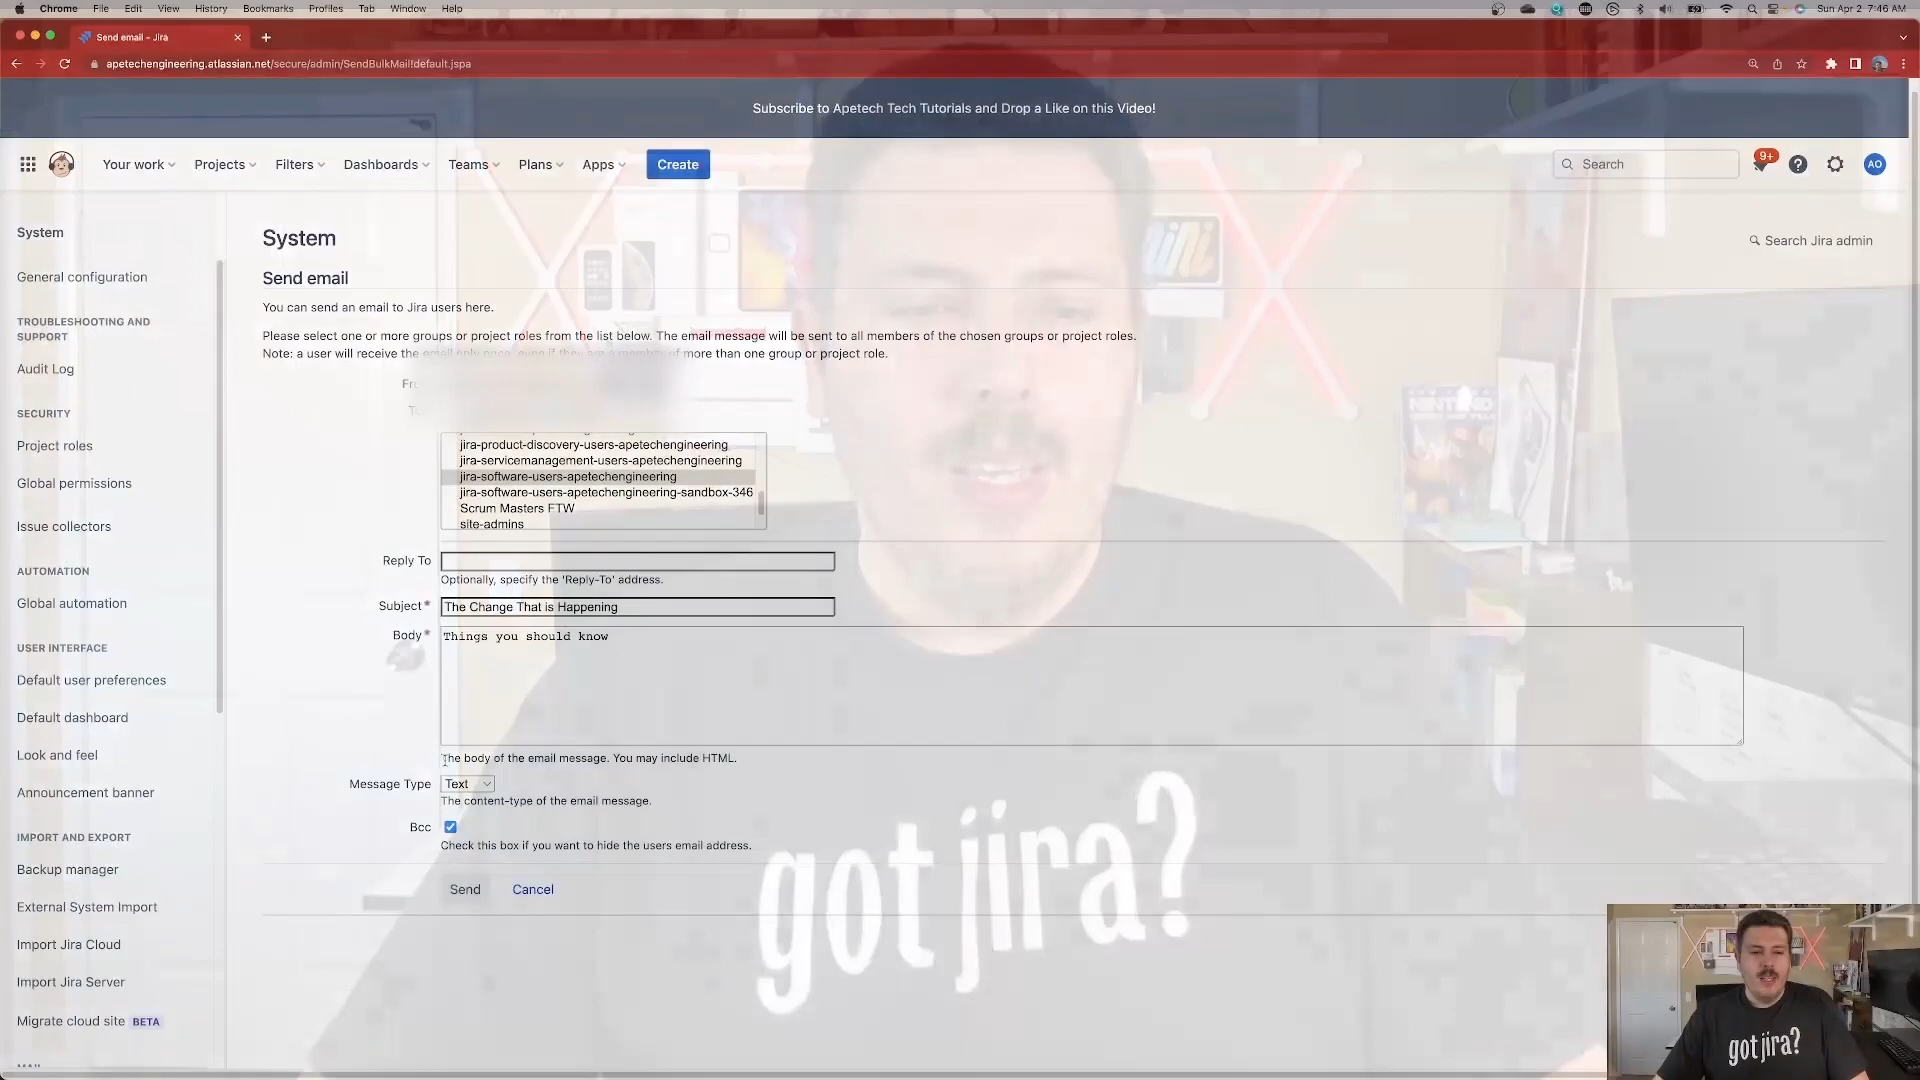 Chrome File Edit View History Bookmarks Profiles Tab Window Help
Sun Apr 2 7:46 AM
Send email - Jira
apetechengineering.atlassian.net/secure/admin/SendBulkMail!default.jspa
Subscribe to Apetech Tech Tutorials and Drop a Like on this Video!
Your work Projects Filters Dashboards Teams Plans Apps Create
Search
9+
AO
System
General configuration
TROUBLESHOOTING AND
SUPPORT
Audit Log
SECURITY
Project roles
Global permissions
Issue collectors
AUTOMATION
Global automation
USER INTERFACE
Default user preferences
Default dashboard
Look and feel
Announcement banner
IMPORT AND EXPORT
Backup manager
External System Import
Import Jira Cloud
Import Jira Server
Migrate cloud site BETA
System
Search Jira admin
Send email
You can send an email to Jira users here.
Please select one or more groups or project roles from the list below. The email message will be sent to all members of the chosen groups or project roles.
Note: a user will receive the email only once, even if they are a member of more than one group or project role.
jira-product-discovery-users-apetechengineering
jira-servicemanagement-users-apetechengineering
jira-software-users-apetechengineering
jira-software-users-apetechengineering-sandbox-346
Scrum Masters FTW
site-admins
Reply To
Optionally, specify the 'Reply-To' address.
Subject* The Change That is Happening
Body* Things you should know
The body of the email message. You may include HTML.
Message Type Text
The content-type of the email message.
Bcc
Check this box if you want to hide the users email address.
Send Cancel
got jira?
NINTENDO
mini
got jira?